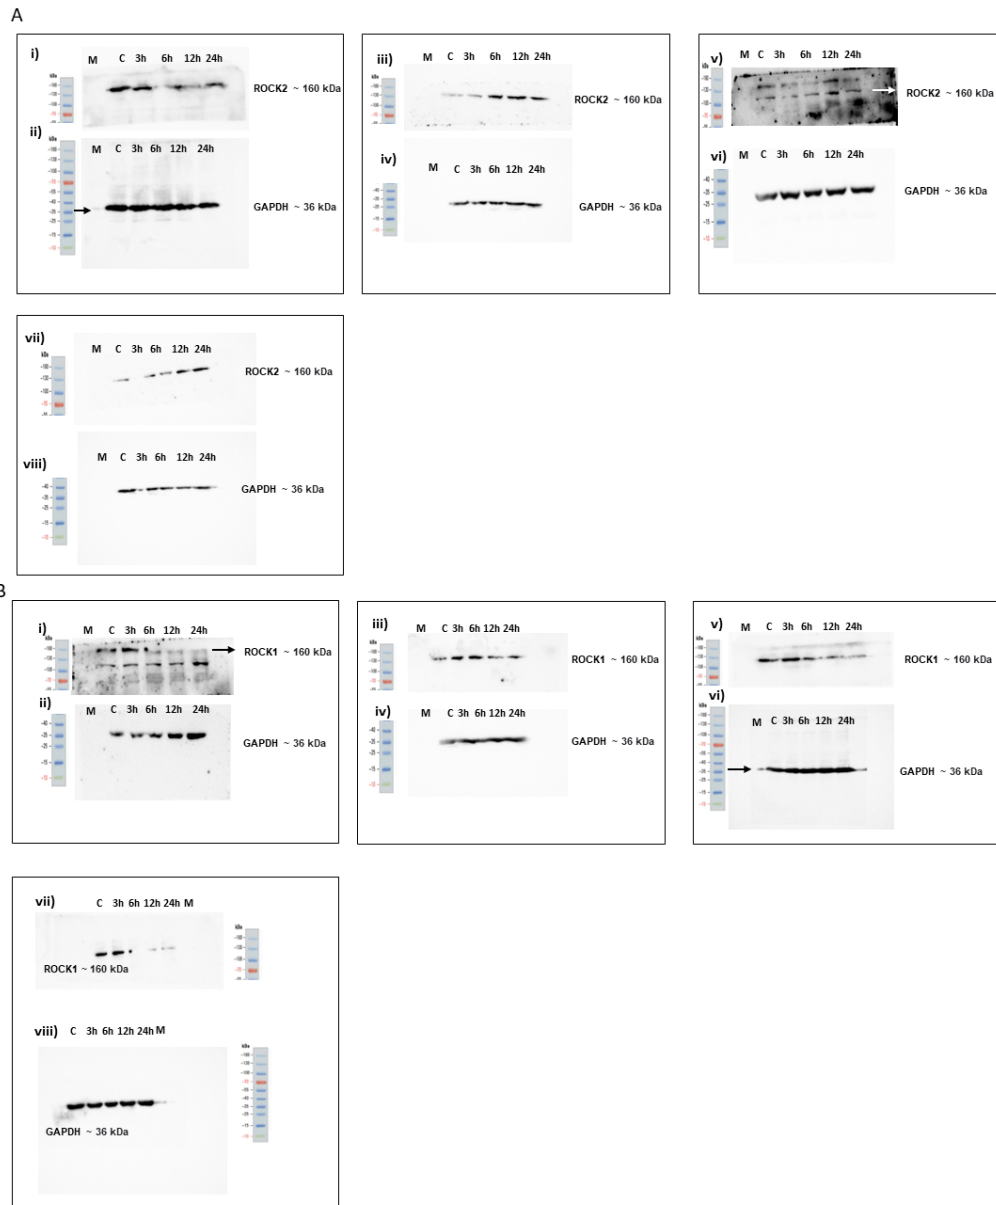 A
i)
M C 3h 6h 12h 24h
ROCK2 ~ 160 kDa
ii)
M C 3h 6h 12h 24h
GAPDH ~ 36 kDa
iii)
M C 3h 6h 12h 24h
ROCK2 ~ 160 kDa
iv)
M C 3h 6h 12h 24h
GAPDH ~ 36 kDa
v)
M C 3h 6h 12h 24h
ROCK2 ~ 160 kDa
vi)
M C 3h 6h 12h 24h
GAPDH ~ 36 kDa
vii)
M C 3h 6h 12h 24h
ROCK2 ~ 160 kDa
viii)
M C 3h 6h 12h 24h
GAPDH ~ 36 kDa
B
i)
M C 3h 6h 12h 24h
ROCK1 ~ 160 kDa
ii)
M C 3h 6h 12h 24h
GAPDH ~ 36 kDa
iii)
M C 3h 6h 12h 24h
ROCK1 ~ 160 kDa
iv)
M C 3h 6h 12h 24h
GAPDH ~ 36 kDa
v)
M C 3h 6h 12h 24h
ROCK1 ~ 160 kDa
vi)
M C 3h 6h 12h 24h
GAPDH ~ 36 kDa
vii)
C 3h 6h 12h 24h M
ROCK1 ~ 160 kDa
viii)
C 3h 6h 12h 24h M
GAPDH ~ 36 kDa